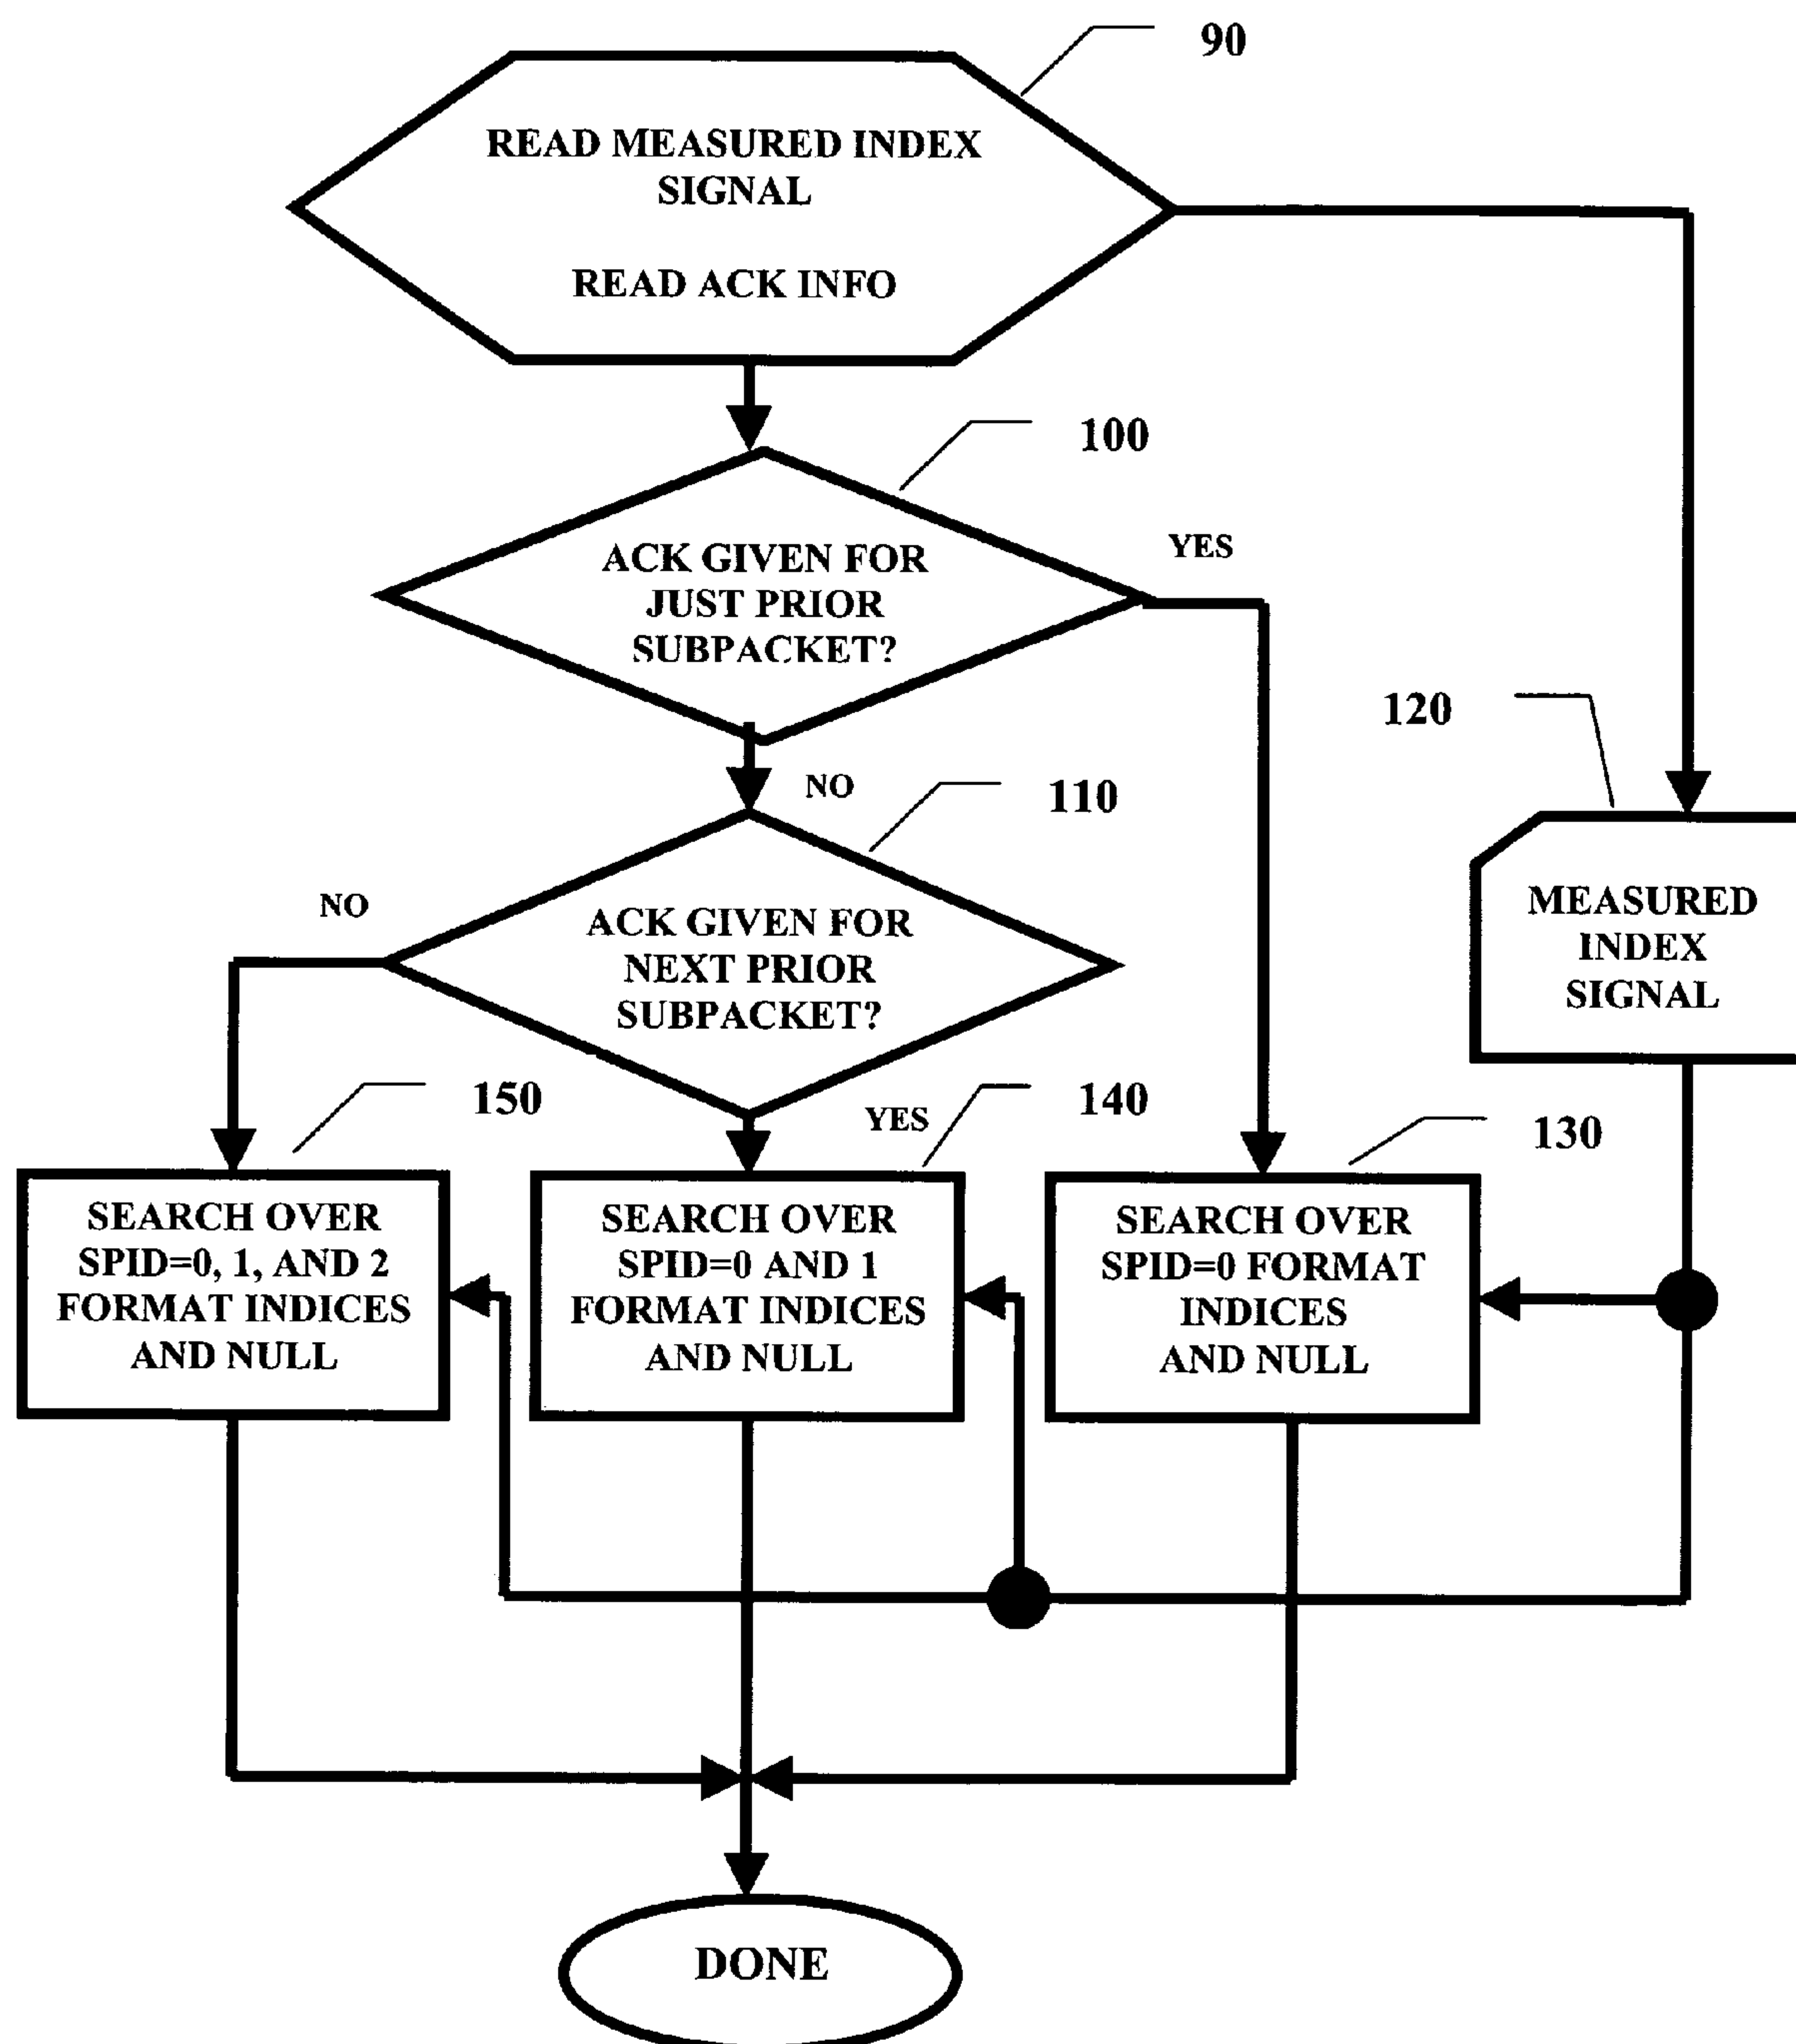 90
READ MEASURED INDEX
SIGNAL
READ ACK INFO
100
ACK GIVEN FOR
JUST PRIOR
SUBPACKET?
YES
NO
120
110
ACK GIVEN FOR
NEXT PRIOR
SUBPACKET?
NO
MEASURED
INDEX
SIGNAL
YES
150
140
130
SEARCH OVER
SPID=0, 1, AND 2
FORMAT INDICES
AND NULL
SEARCH OVER
SPID=0 AND 1
FORMAT INDICES
AND NULL
SEARCH OVER
SPID=0 FORMAT
INDICES
AND NULL
DONE